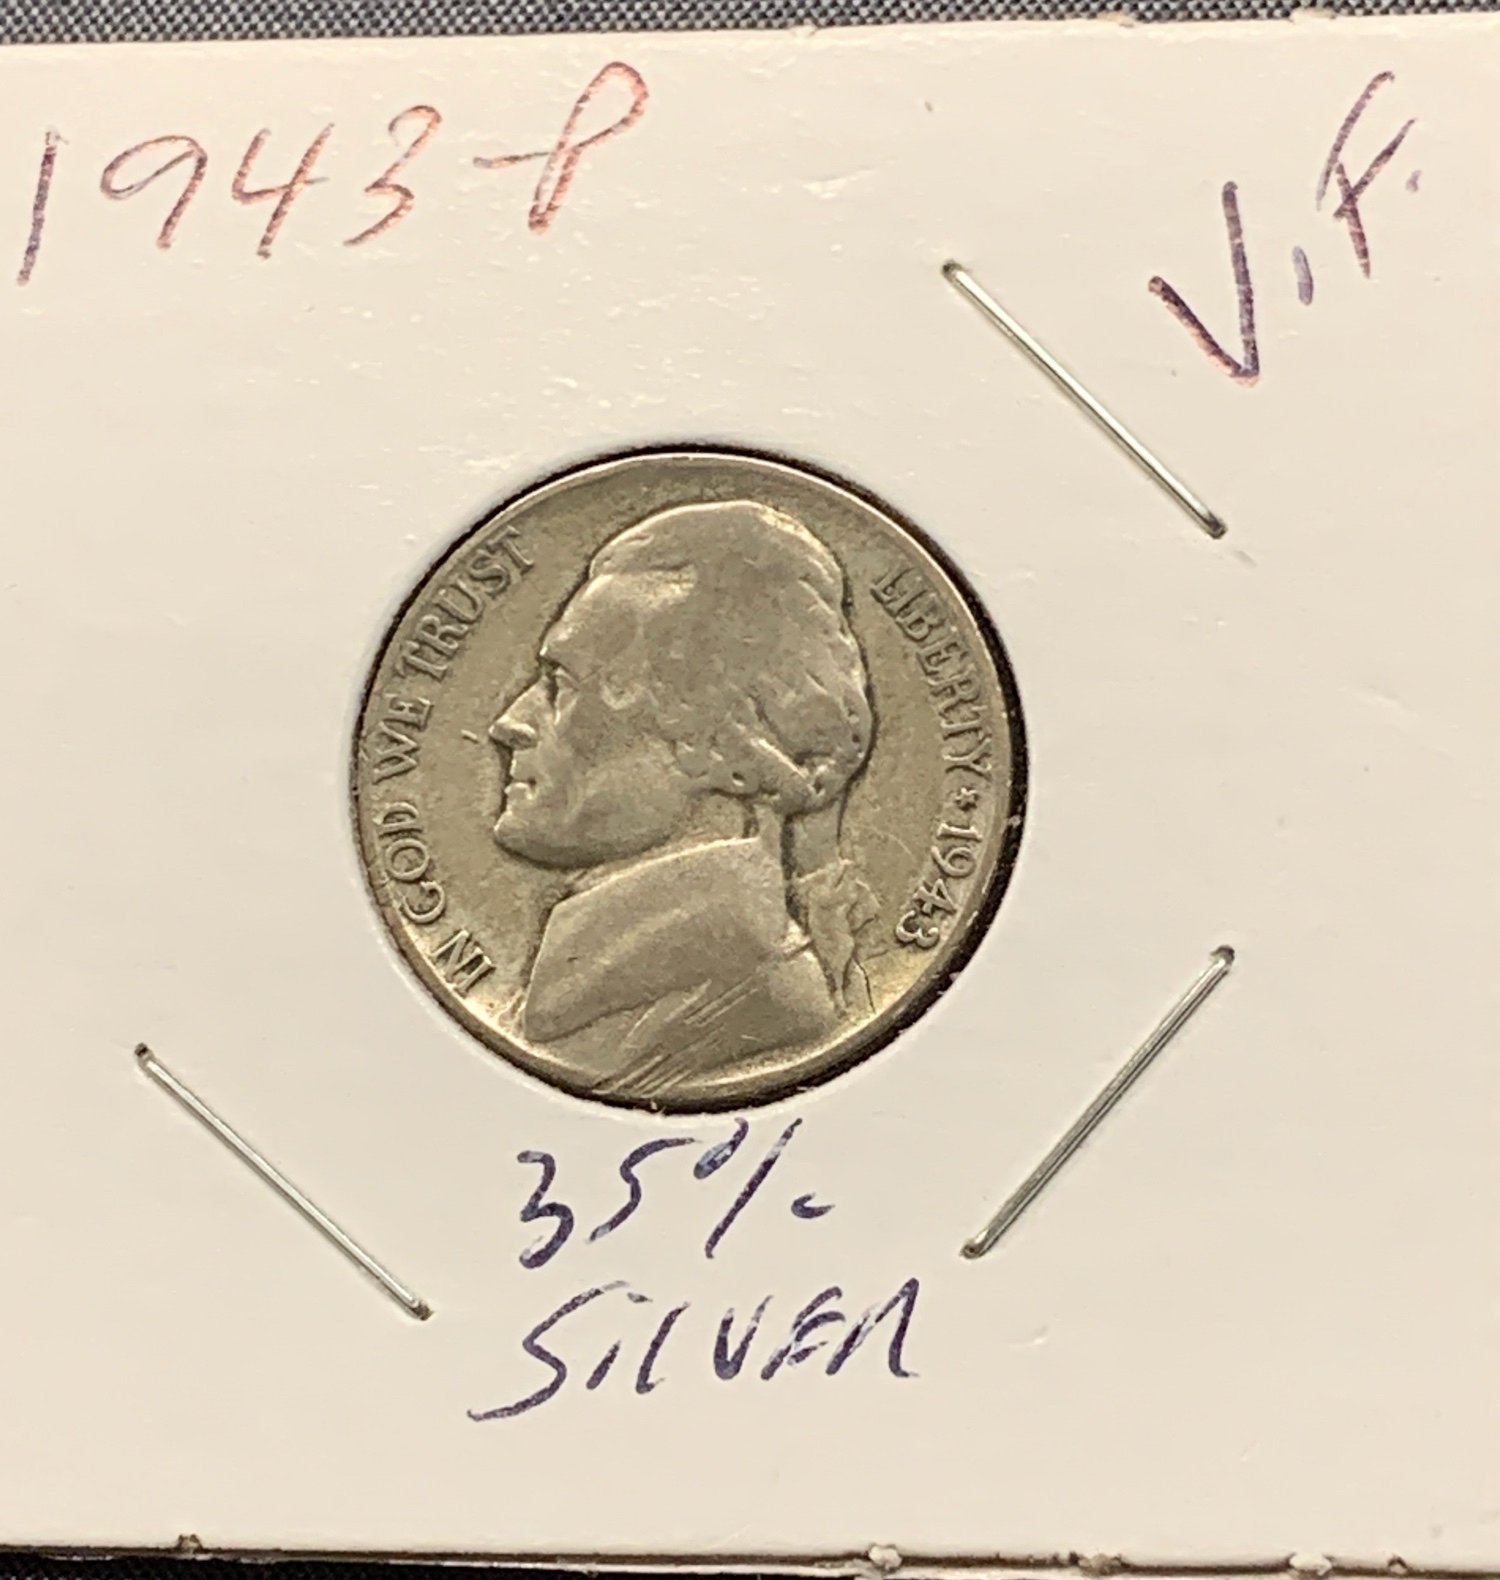 1943-P
V.F.
IN GOD WE TRUST
LIBERTY * 1943
35%
SILVER